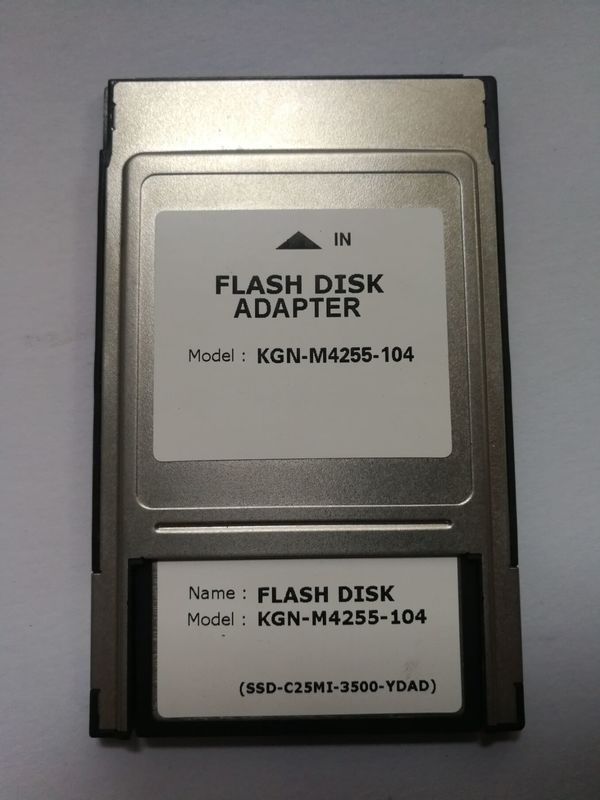 IN
FLASH DISK
ADAPTER
Model : KGN-M4255-104
Name : FLASH DISK
Model : KGN-M4255-104
(SSD-C25MI-3500-YDAD)